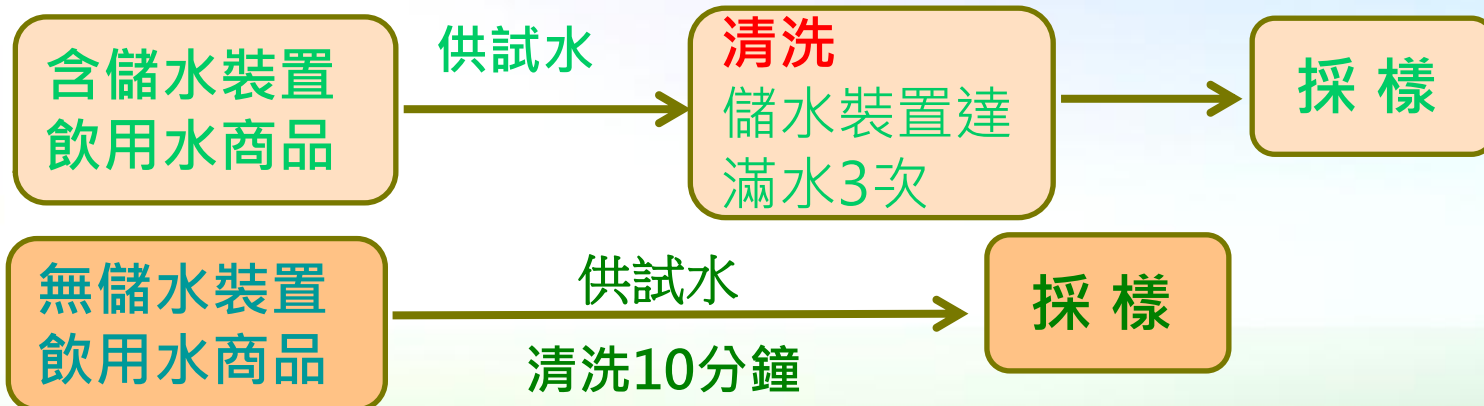 含儲水裝置
飲用水商品
供試水
清洗
儲水裝置達
滿水3次
採 樣
無儲水裝置
飲用水商品
供試水
清洗10分鐘
採 樣